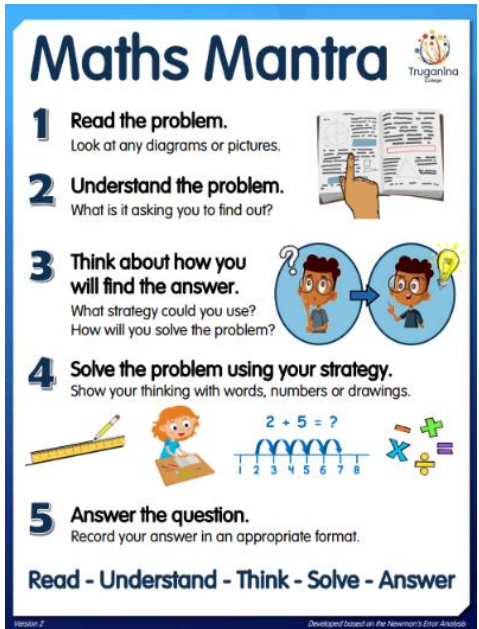 Maths Mantra
Truganina
College
1
Read the problem.
Look at any diagrams or pictures.
2
Understand the problem.
What is it asking you to find out?
3
Think about how you
will find the answer.
What strategy could you use?
How will you solve the problem?
?
4
Solve the problem using your strategy.
Show your thinking with words, numbers or drawings.
2 + 5 = ?
1 2 3 4 5 6 7 8
- +
x =
÷
5
Answer the question.
Record your answer in an appropriate format.
Read - Understand - Think - Solve - Answer
Version 2
Developed based on the Newman's Error Analysis